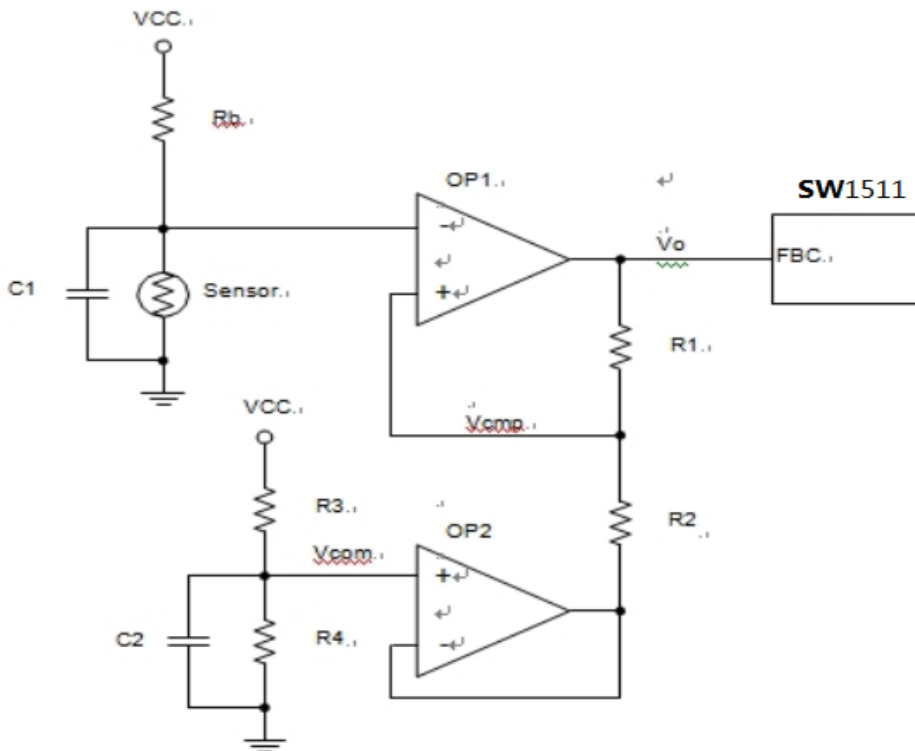 VCC.
Rb.
OP1.
SW1511
-
Vo
FBC.
C1
Sensor.
+
R1.
VCC.
Vcmp.
R3.
R2.
OP2
Vcom.
+
C2
R4.
-